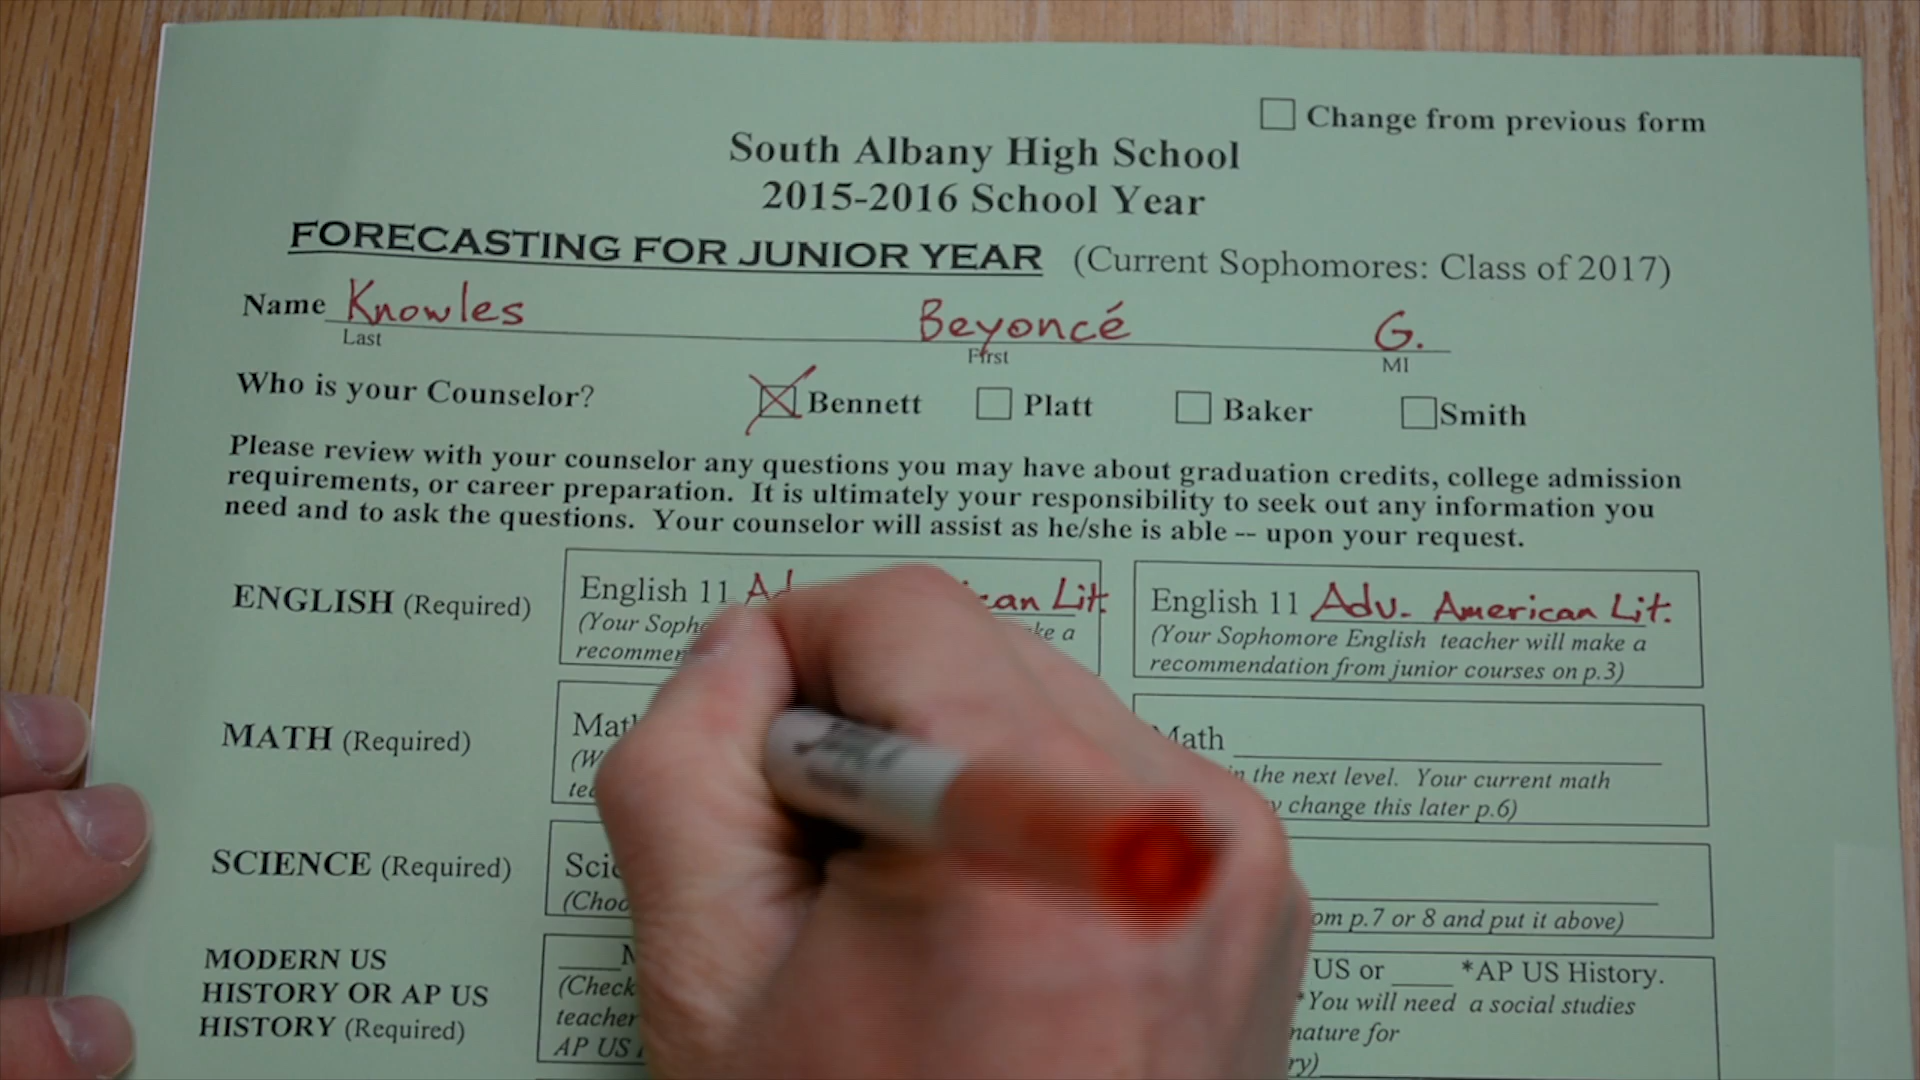 Change from previous form
South Albany High School
2015-2016 School Year
FORECASTING FOR JUNIOR YEAR (Current Sophomores: Class of 2017)
Name Knowles Beyoncé G.
Last First MI
Who is your Counselor? Bennett Platt Baker Smith
Please review with your counselor any questions you may have about graduation credits, college admission
requirements, or career preparation. It is ultimately your responsibility to seek out any information you
need and to ask the questions. Your counselor will assist as he/she is able -- upon your request.
ENGLISH (Required)
English 11 Lit.
(Your
English 11 Adv. American Lit.
(Your Sophomore English teacher will make a
recommendation from junior courses on p.3)
MATH (Required)
Math
in the next level. Your current math
change this later p.6)
SCIENCE (Required)
p.7 or 8 and put it above)
MODERN US
HISTORY OR AP US
HISTORY (Required)
(Check
teacher
AP US
US or ____ *AP US History.
*You will need a social studies
for